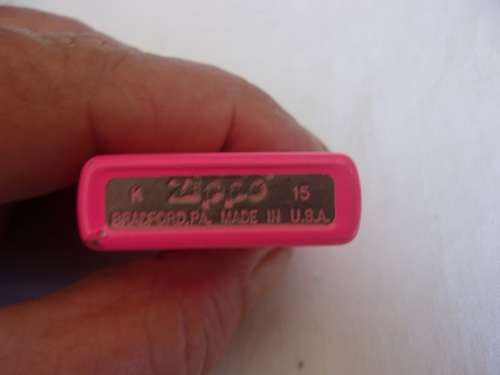 K Zippo 15
BRADFORD,PA. MADE IN U.S.A.